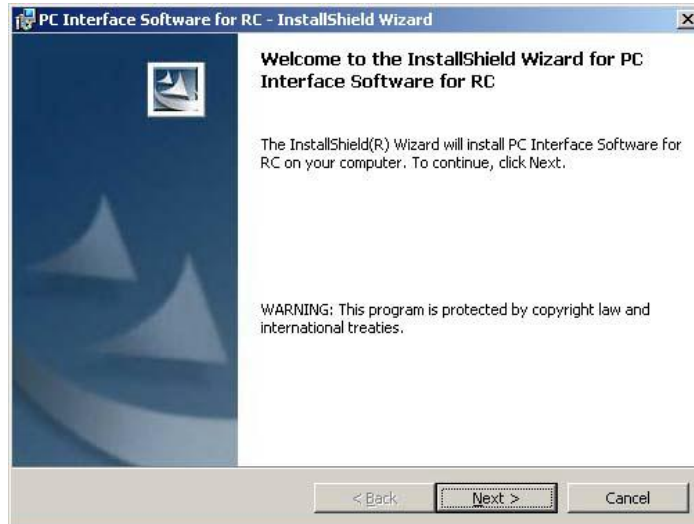 PC Interface Software for RC - InstallShield Wizard
Welcome to the InstallShield Wizard for PC
Interface Software for RC
The InstallShield(R) Wizard will install PC Interface Software for
RC on your computer. To continue, click Next.
WARNING: This program is protected by copyright law and
international treaties.
< Back Next > Cancel